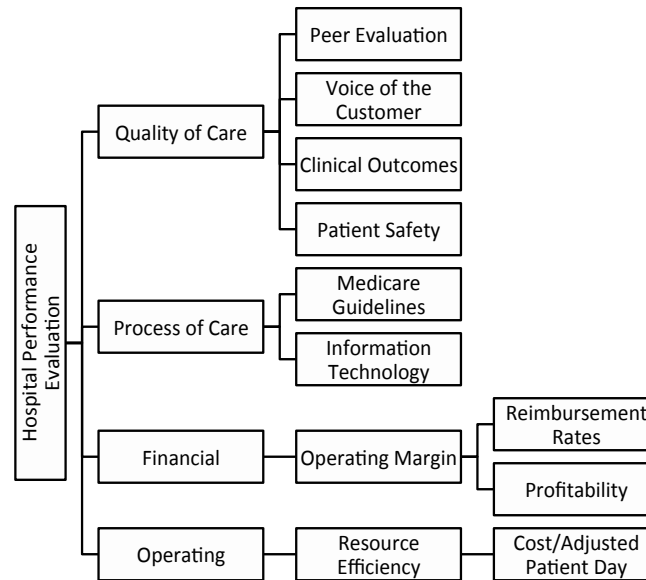 Hospital Performance
Evaluation
Quality of Care
Peer Evaluation
Voice of the
Customer
Clinical Outcomes
Patient Safety
Process of Care
Medicare
Guidelines
Information
Technology
Financial
Operating Margin
Reimbursement
Rates
Profitability
Operating
Resource
Efficiency
Cost/Adjusted
Patient Day